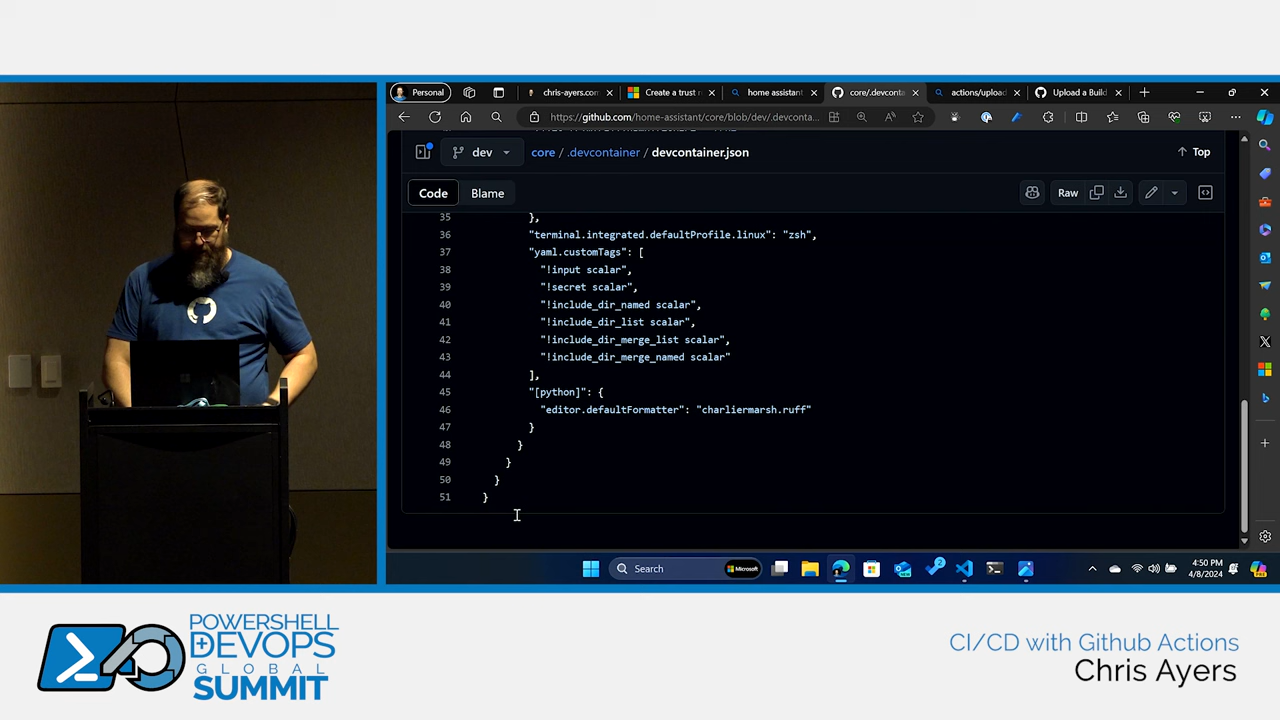 Personal
chris-ayers.com
Create a trust r
home assistant
core/.devconta
actions/upload
Upload a Build
https://github.com/home-assistant/core/blob/dev/.devconta...
dev
core / .devcontainer / devcontainer.json
Top
Code
Blame
Raw
35 },
36 "terminal.integrated.defaultProfile.linux": "zsh",
37 "yaml.customTags": [
38 "!input scalar",
39 "!secret scalar",
40 "!include_dir_named scalar",
41 "!include_dir_list scalar",
42 "!include_dir_merge_list scalar",
43 "!include_dir_merge_named scalar"
44 ],
45 "[python]": {
46 "editor.defaultFormatter": "charliermarsh.ruff"
47 }
48 }
49 }
50 }
51 }
Search
Microsoft
4:50 PM
4/8/2024
POWERSHELL
+DEVOPS
GLOBAL
SUMMIT
CI/CD with Github Actions
Chris Ayers